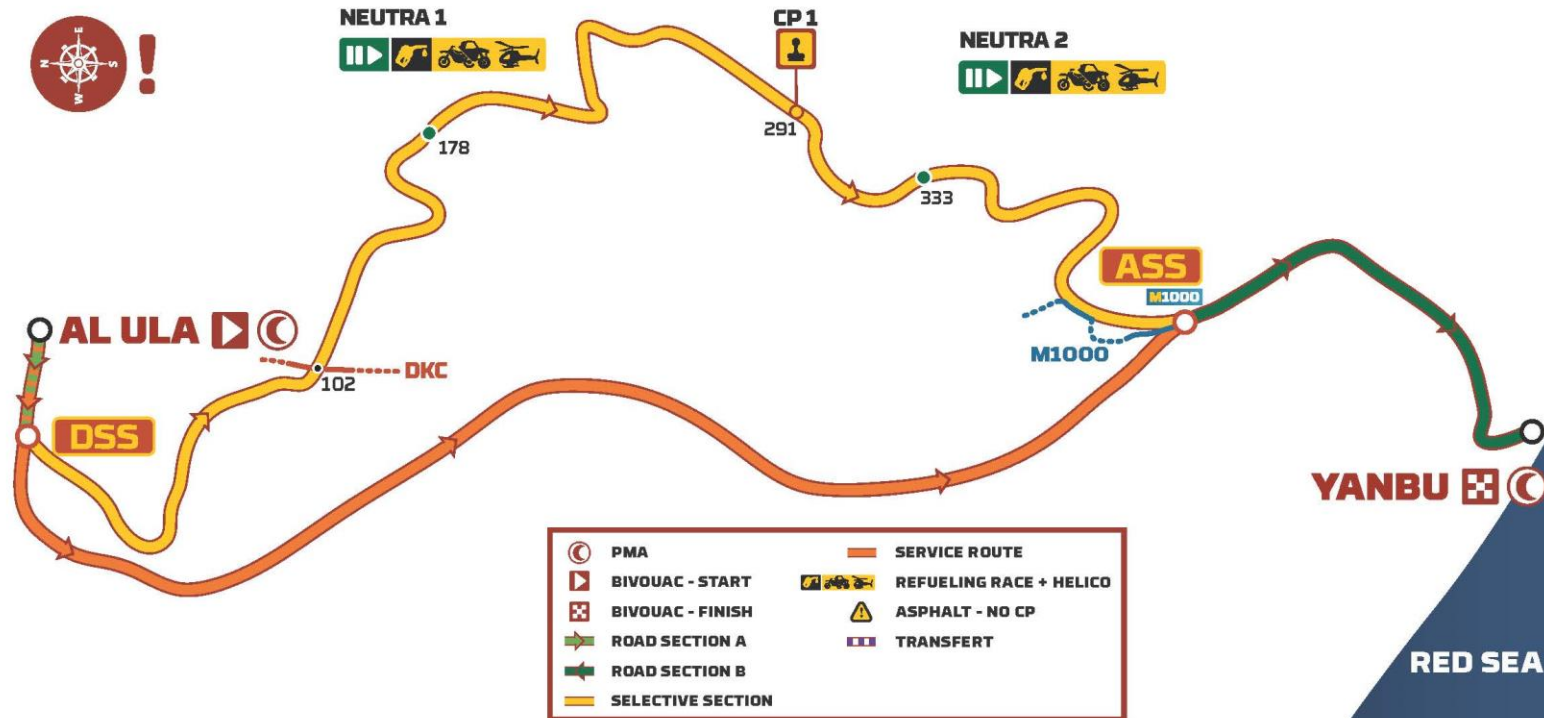 E
N
S
W
!
NEUTRA 1
CP 1
NEUTRA 2
178
291
333
ASS
M1000
M1000
AL ULA
DKC
102
DSS
YANBU
PMA
BIVOUAC - START
BIVOUAC - FINISH
ROAD SECTION A
ROAD SECTION B
SELECTIVE SECTION
SERVICE ROUTE
REFUELING RACE + HELICO
ASPHALT - NO CP
TRANSFERT
RED SEA